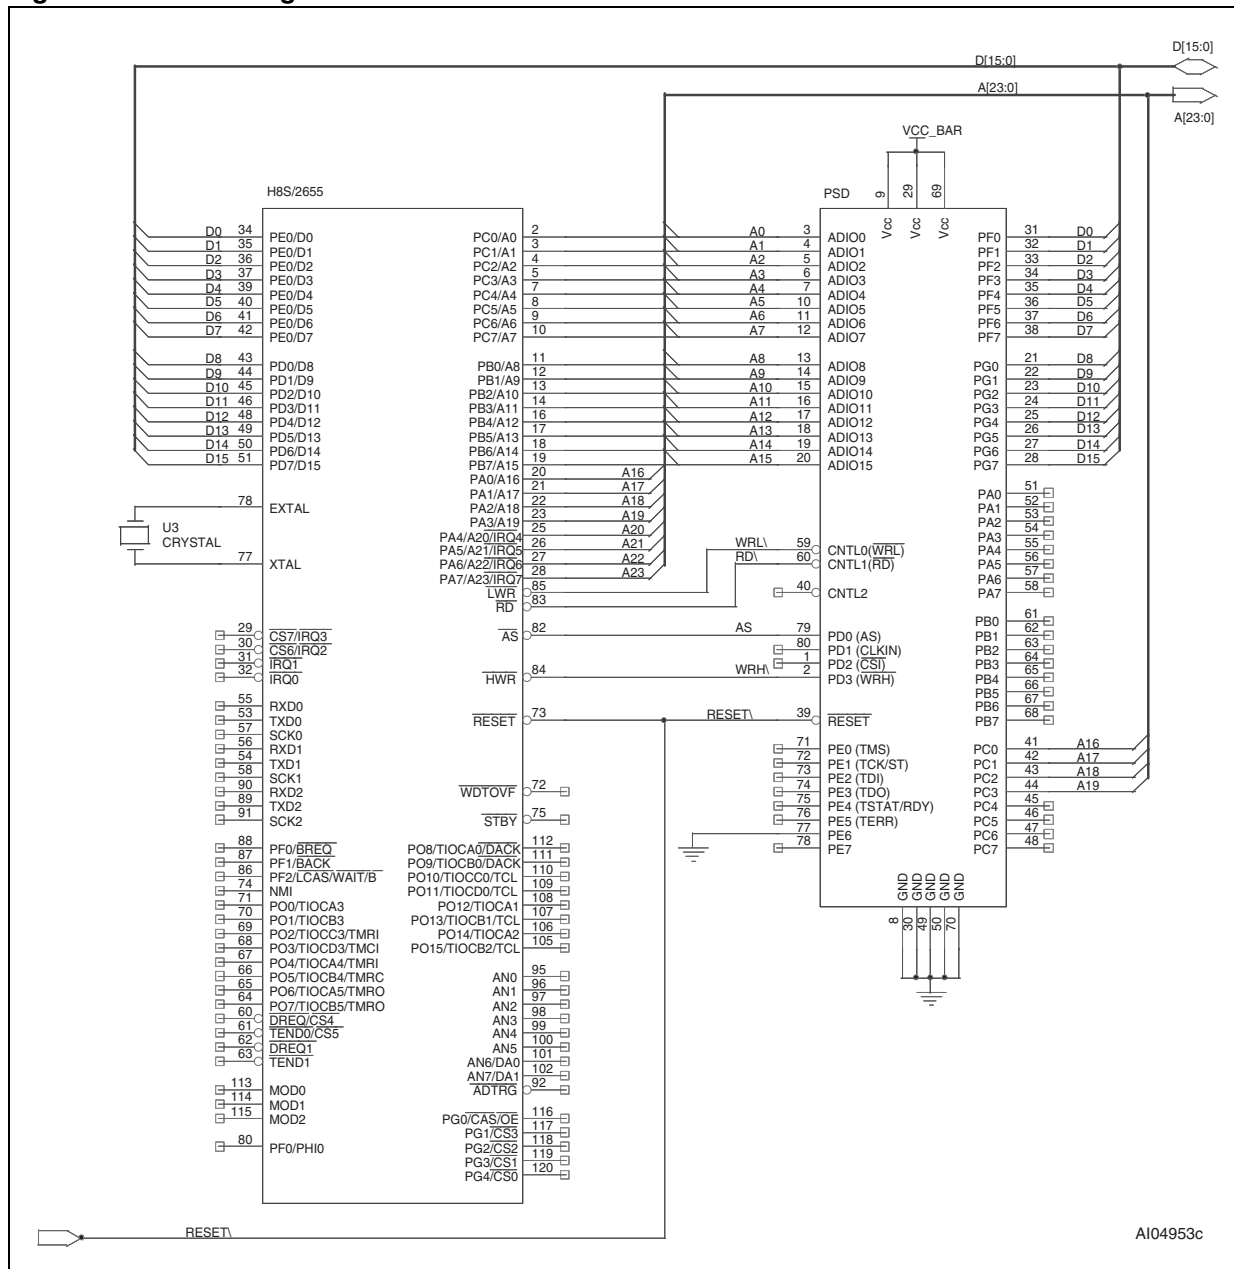 D[15:0]
D[15:0]
A[23:0]
A[23:0]
VCC_BAR
H8S/2655
PSD
9
29
69
Vcc
Vcc
Vcc
D0 34 PE0/D0
D1 35 PE0/D1
D2 36 PE0/D2
D3 37 PE0/D3
D4 39 PE0/D4
D5 40 PE0/D5
D6 41 PE0/D6
D7 42 PE0/D7
D8 43 PD0/D8
D9 44 PD1/D9
D10 45 PD2/D10
D11 46 PD3/D11
D12 48 PD4/D12
D13 49 PD5/D13
D14 50 PD6/D14
D15 51 PD7/D15
78 EXTAL
U3
CRYSTAL
77 XTAL
29 CS7/IRQ3
30 CS6/IRQ2
31 IRQ1
32 IRQ0
55 RXD0
53 TXD0
57 SCK0
56 RXD1
54 TXD1
58 SCK1
90 RXD2
89 TXD2
91 SCK2
88 PF0/BREQ
87 PF1/BACK
86 PF2/LCAS/WAIT/B
74 NMI
71 PO0/TIOCA3
70 PO1/TIOCB3
69 PO2/TIOCC3/TMRI
68 PO3/TIOCD3/TMCI
67 PO4/TIOCA4/TMRI
66 PO5/TIOCB4/TMRC
65 PO6/TIOCA5/TMRO
64 PO7/TIOCB5/TMRO
60 DREQ/CS4
61 TEND0/CS5
62 DREQ1
63 TEND1
113 MOD0
114 MOD1
115 MOD2
80 PF0/PHI0
PC0/A0 2
PC1/A1 3
PC2/A2 4
PC3/A3 5
PC4/A4 7
PC5/A5 8
PC6/A6 9
PC7/A7 10
PB0/A8 11
PB1/A9 12
PB2/A10 13
PB3/A11 14
PB4/A12 16
PB5/A13 17
PB6/A14 18
PB7/A15 19
PA0/A16 20 A16
PA1/A17 21 A17
PA2/A18 22 A18
PA3/A19 23 A19
PA4/A20/IRQ4 25 A20
PA5/A21/IRQ5 26 A21
PA6/A22/IRQ6 27 A22
PA7/A23/IRQ7 28 A23
LWR 85
RD 83
AS 82
HWR 84
RESET 73
WDTOVF 72
STBY 75
PO8/TIOCA0/DACK 112
PO9/TIOCB0/DACK 111
PO10/TIOCC0/TCL 110
PO11/TIOCD0/TCL 109
PO12/TIOCA1 108
PO13/TIOCB1/TCL 107
PO14/TIOCA2 106
PO15/TIOCB2/TCL 105
AN0 95
AN1 96
AN2 97
AN3 98
AN4 99
AN5 100
AN6/DA0 101
AN7/DA1 102
ADTRG 92
PG0/CAS/OE 116
PG1/CS3 117
PG2/CS2 118
PG3/CS1 119
PG4/CS0 120
A0 3 ADIO0
A1 4 ADIO1
A2 5 ADIO2
A3 6 ADIO3
A4 7 ADIO4
A5 10 ADIO5
A6 11 ADIO6
A7 12 ADIO7
A8 13 ADIO8
A9 14 ADIO9
A10 15 ADIO10
A11 16 ADIO11
A12 17 ADIO12
A13 18 ADIO13
A14 19 ADIO14
A15 20 ADIO15
WRL\ 59 CNTL0(WRL)
RD\ 60 CNTL1(RD)
40 CNTL2
AS 79 PD0 (AS)
80 PD1 (CLKIN)
1 PD2 (CSI)
WRH\ 2 PD3 (WRH)
RESET\ 39 RESET
71 PE0 (TMS)
72 PE1 (TCK/ST)
73 PE2 (TDI)
74 PE3 (TDO)
75 PE4 (TSTAT/RDY)
76 PE5 (TERR)
77 PE6
78 PE7
PF0 31 D0
PF1 32 D1
PF2 33 D2
PF3 34 D3
PF4 35 D4
PF5 36 D5
PF6 37 D6
PF7 38 D7
PG0 21 D8
PG1 22 D9
PG2 23 D10
PG3 24 D11
PG4 25 D12
PG5 26 D13
PG6 27 D14
PG7 28 D15
PA0 51
PA1 52
PA2 53
PA3 54
PA4 55
PA5 56
PA6 57
PA7 58
PB0 61
PB1 62
PB2 63
PB3 64
PB4 65
PB5 66
PB6 67
PB7 68
PC0 41 A16
PC1 42 A17
PC2 43 A18
PC3 44 A19
PC4 45
PC5 46
PC6 47
PC7 48
GND
GND
GND
GND
GND
8
30
49
50
70
RESET\
AI04953c